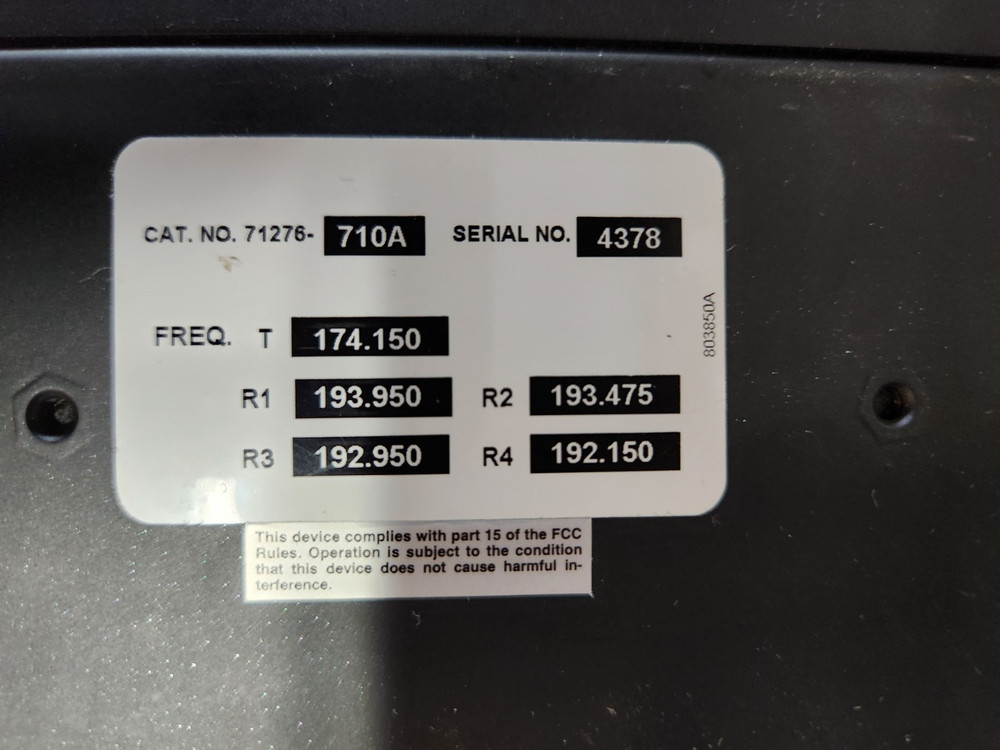 CAT. NO. 71276- 710A SERIAL NO. 4378
FREQ. T 174.150
R1 193.950 R2 193.475
R3 192.950 R4 192.150
803850A
This device complies with part 15 of the FCC
Rules. Operation is subject to the condition
that this device does not cause harmful in-
terference.